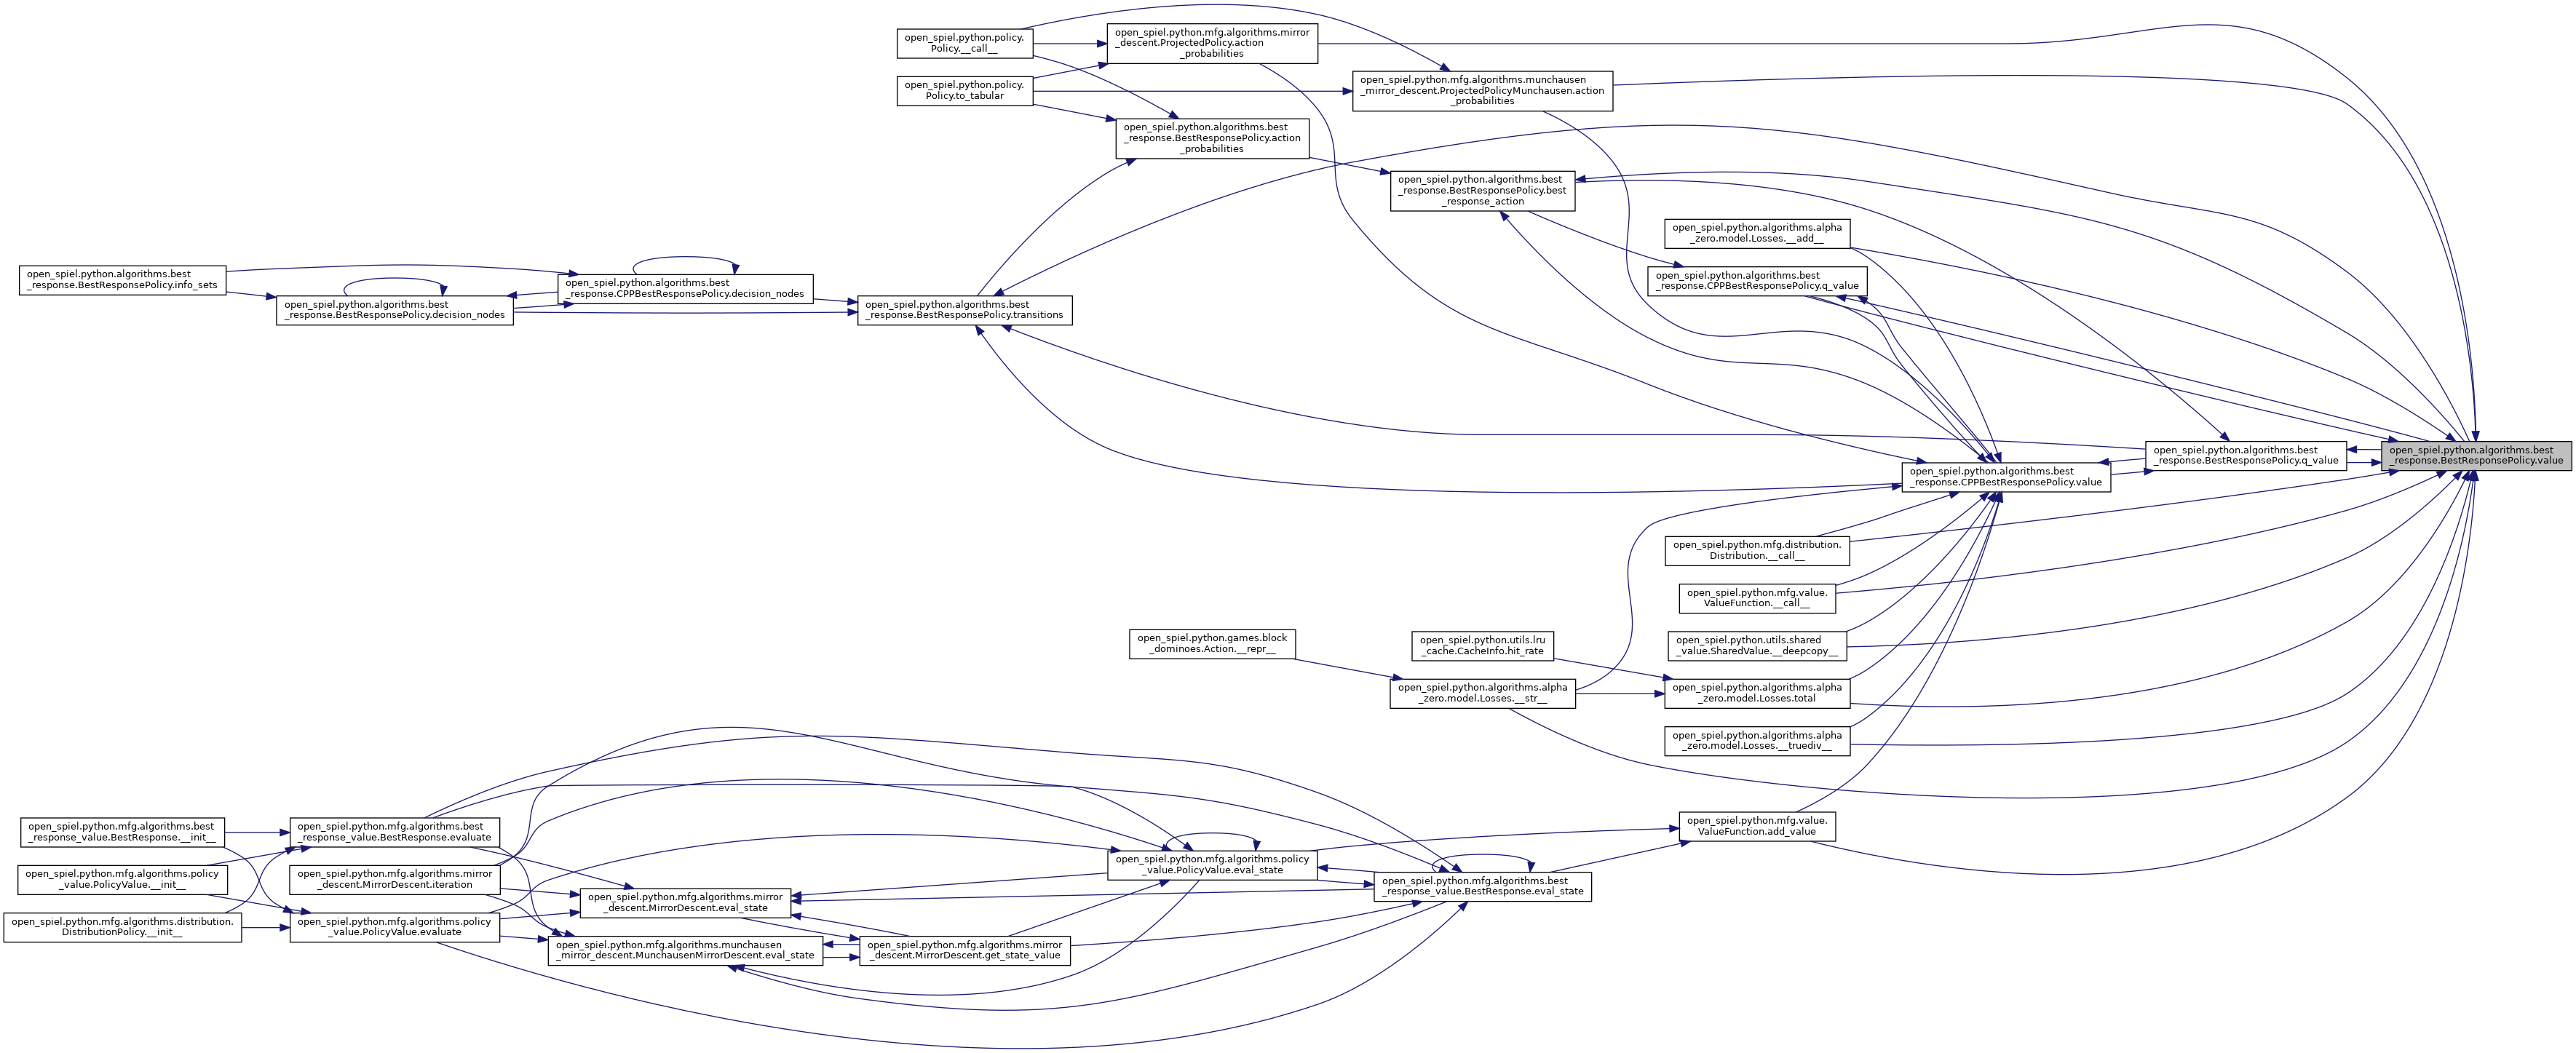 open_spiel.python.policy.
Policy.__call__
open_spiel.python.mfg.algorithms.mirror
_descent.ProjectedPolicy.action
_probabilities
open_spiel.python.policy.
Policy.to_tabular
open_spiel.python.mfg.algorithms.munchausen
_mirror_descent.ProjectedPolicyMunchausen.action
_probabilities
open_spiel.python.algorithms.best
_response.BestResponsePolicy.action
_probabilities
open_spiel.python.algorithms.best
_response.BestResponsePolicy.best
_response_action
open_spiel.python.algorithms.alpha
_zero.model.Losses.__add__
open_spiel.python.algorithms.best
_response.BestResponsePolicy.info_sets
open_spiel.python.algorithms.best
_response.CPPBestResponsePolicy.decision_nodes
open_spiel.python.algorithms.best
_response.CPPBestResponsePolicy.q_value
open_spiel.python.algorithms.best
_response.BestResponsePolicy.decision_nodes
open_spiel.python.algorithms.best
_response.BestResponsePolicy.transitions
open_spiel.python.algorithms.best
_response.BestResponsePolicy.q_value
open_spiel.python.algorithms.best
_response.BestResponsePolicy.value
open_spiel.python.algorithms.best
_response.CPPBestResponsePolicy.value
open_spiel.python.mfg.distribution.
Distribution.__call__
open_spiel.python.mfg.value.
ValueFunction.__call__
open_spiel.python.games.block
_dominoes.Action.__repr__
open_spiel.python.utils.lru
_cache.CacheInfo.hit_rate
open_spiel.python.utils.shared
_value.SharedValue.__deepcopy__
open_spiel.python.algorithms.alpha
_zero.model.Losses.__str__
open_spiel.python.algorithms.alpha
_zero.model.Losses.total
open_spiel.python.algorithms.alpha
_zero.model.Losses.__truediv__
open_spiel.python.mfg.algorithms.best
_response_value.BestResponse.__init__
open_spiel.python.mfg.algorithms.best
_response_value.BestResponse.evaluate
open_spiel.python.mfg.value.
ValueFunction.add_value
open_spiel.python.mfg.algorithms.policy
_value.PolicyValue.__init__
open_spiel.python.mfg.algorithms.mirror
_descent.MirrorDescent.iteration
open_spiel.python.mfg.algorithms.policy
_value.PolicyValue.eval_state
open_spiel.python.mfg.algorithms.best
_response_value.BestResponse.eval_state
open_spiel.python.mfg.algorithms.mirror
_descent.MirrorDescent.eval_state
open_spiel.python.mfg.algorithms.distribution.
DistributionPolicy.__init__
open_spiel.python.mfg.algorithms.policy
_value.PolicyValue.evaluate
open_spiel.python.mfg.algorithms.munchausen
_mirror_descent.MunchausenMirrorDescent.eval_state
open_spiel.python.mfg.algorithms.mirror
_descent.MirrorDescent.get_state_value